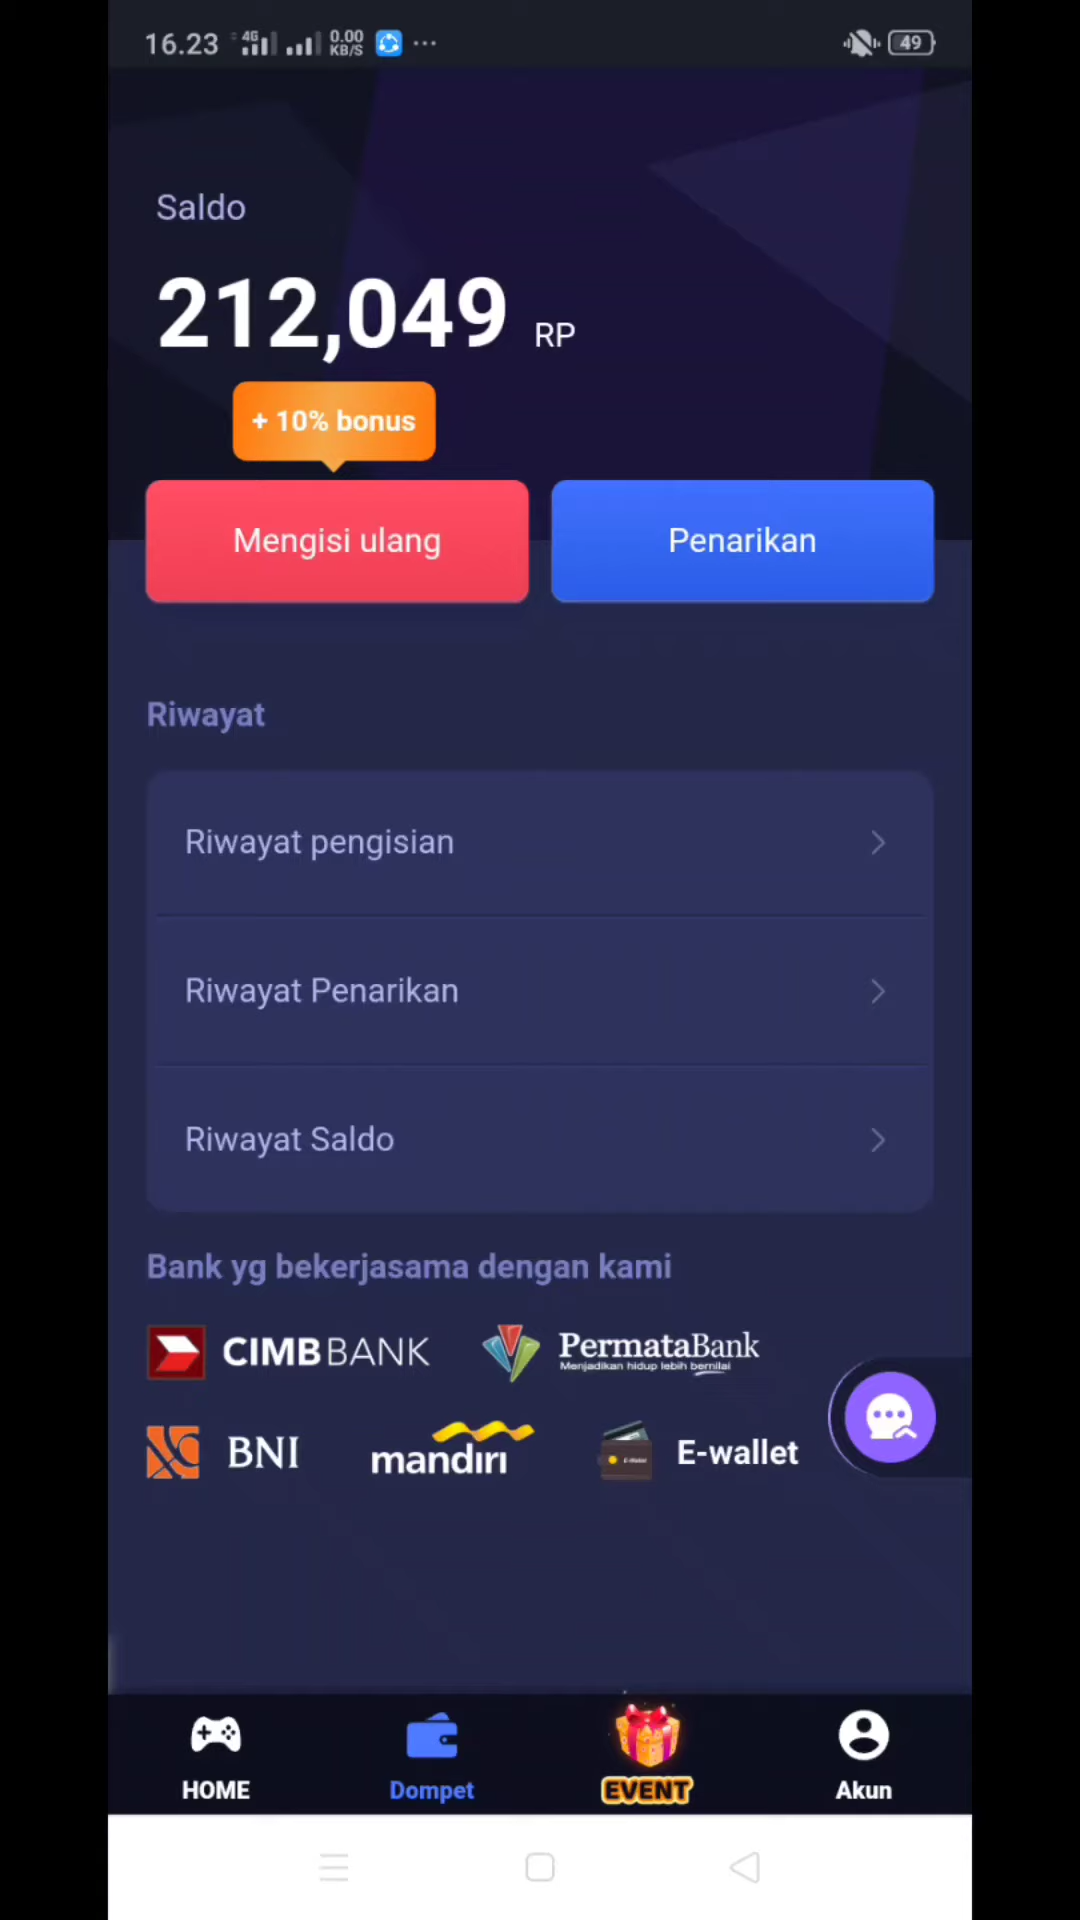 16.23 4G 0.00 KB/S 49
Saldo
212,049 RP
+ 10% bonus
Mengisi ulang Penarikan
Riwayat
Riwayat pengisian
Riwayat Penarikan
Riwayat Saldo
Bank yg bekerjasama dengan kami
CIMB BANK PermataBank
Menjadikan hidup lebih bernilai
BNI mandiri E-wallet
HOME Dompet EVENT Akun